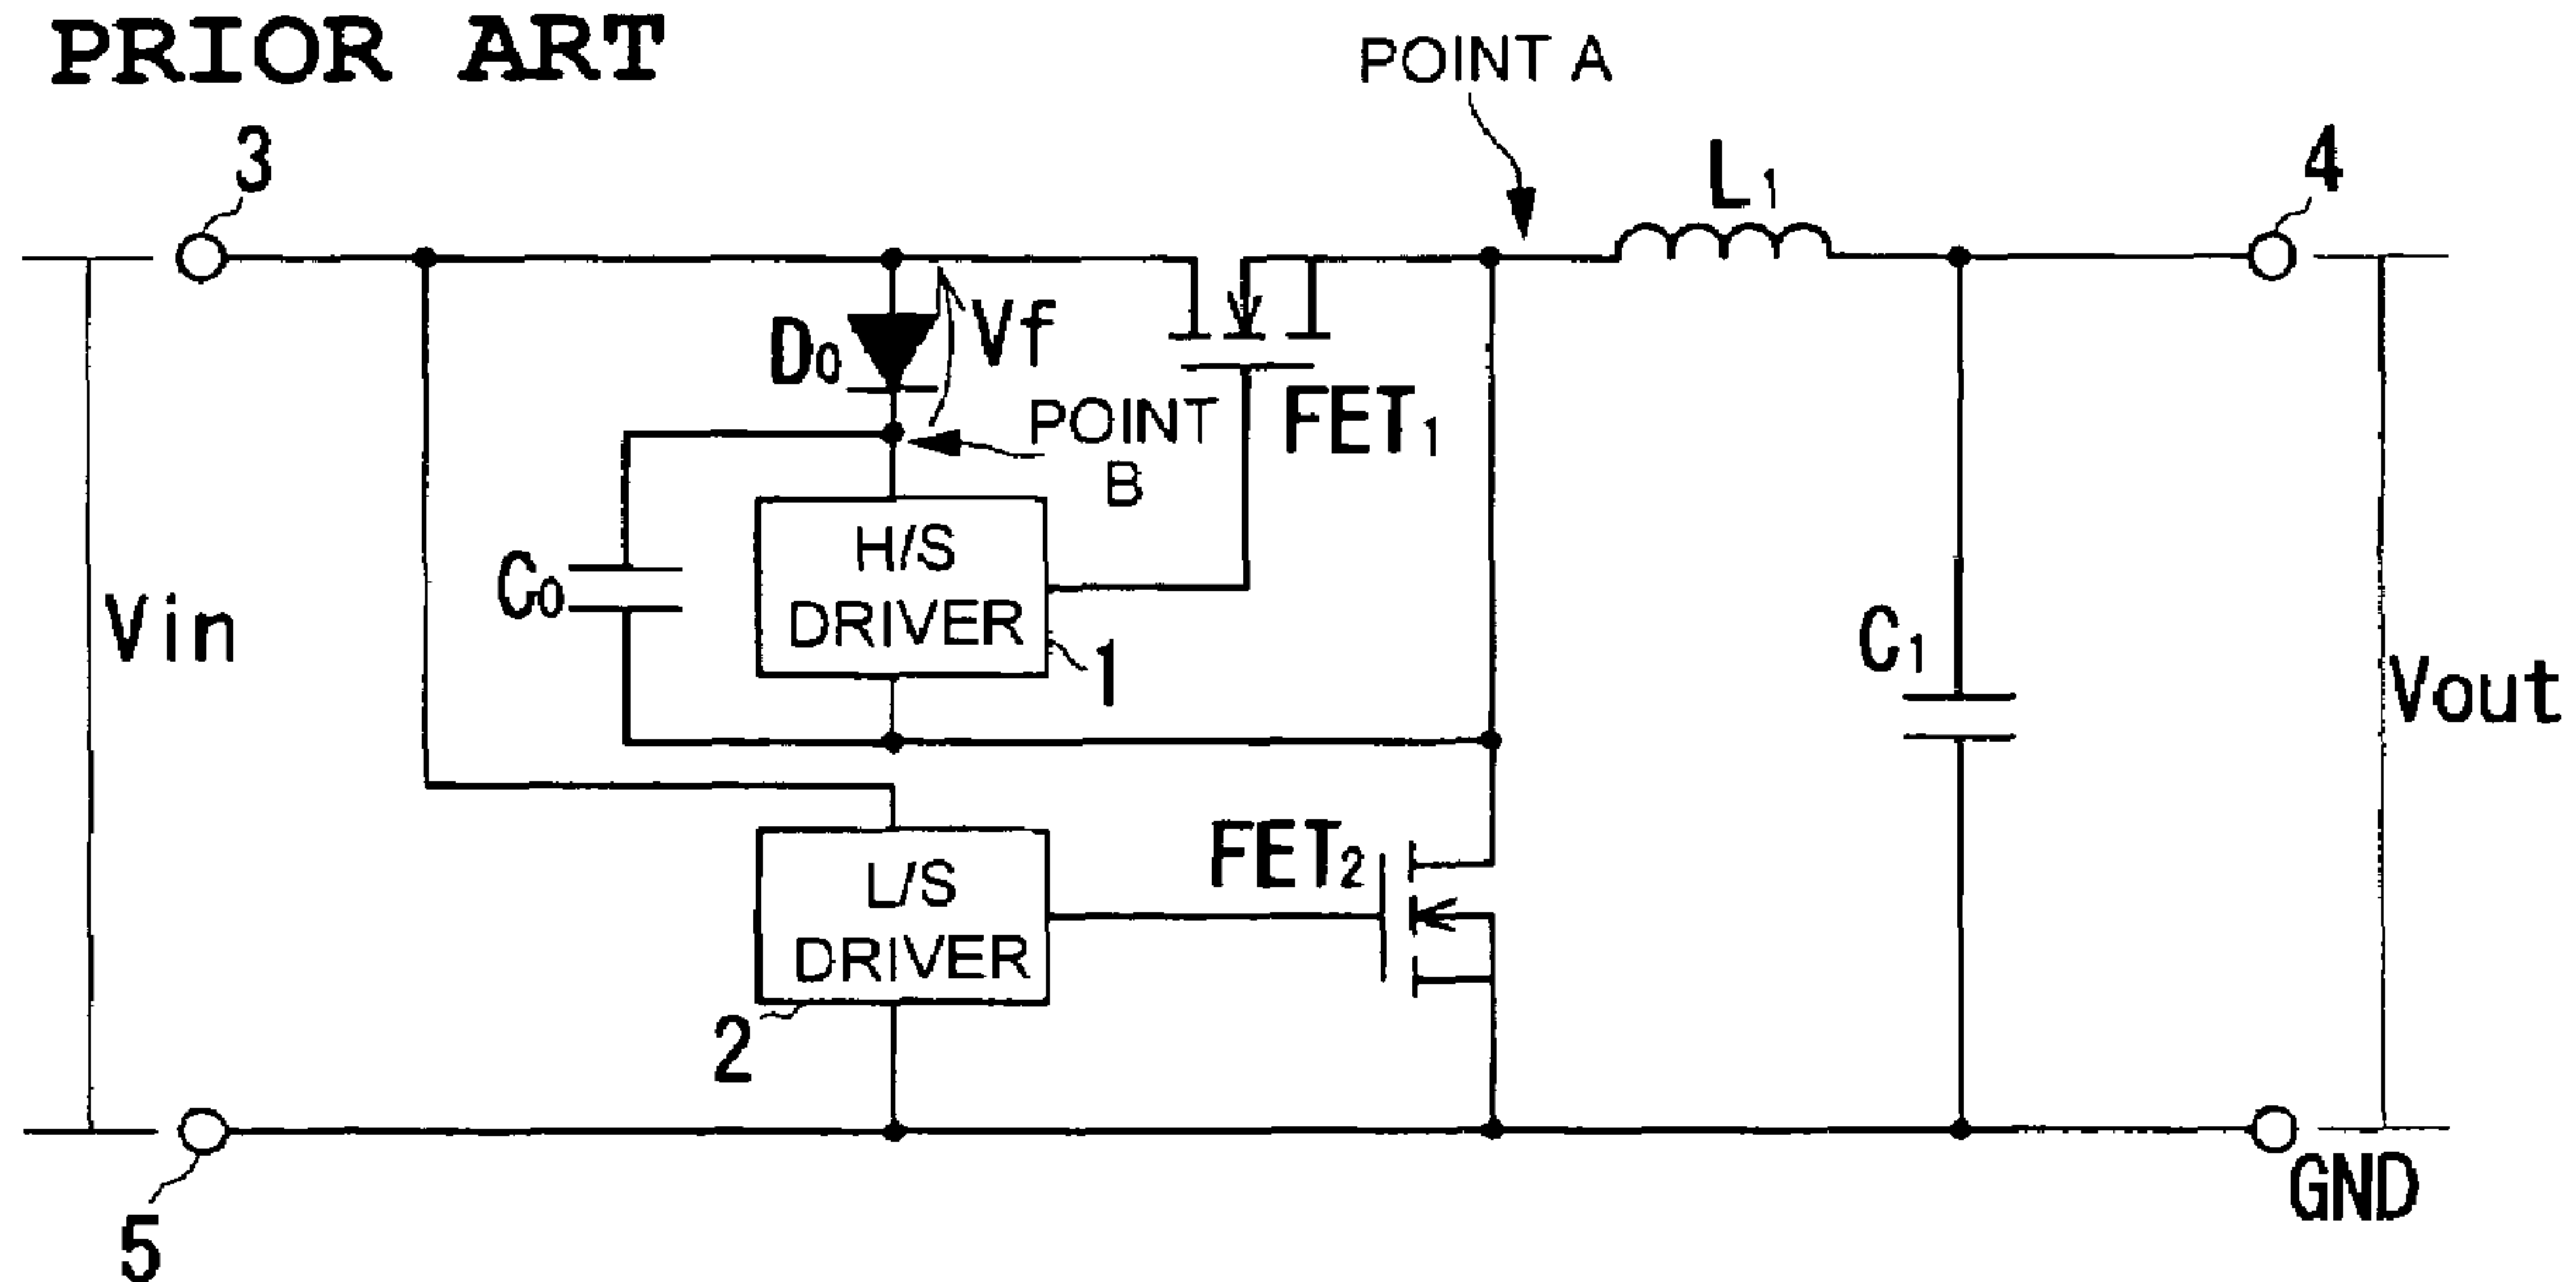 PRIOR ART
POINT A
3
L1
4
D0
Vf
POINT
B
FET1
H/S
DRIVER
C0
1
Vin
C1
Vout
L/S
DRIVER
FET2
2
5
GND